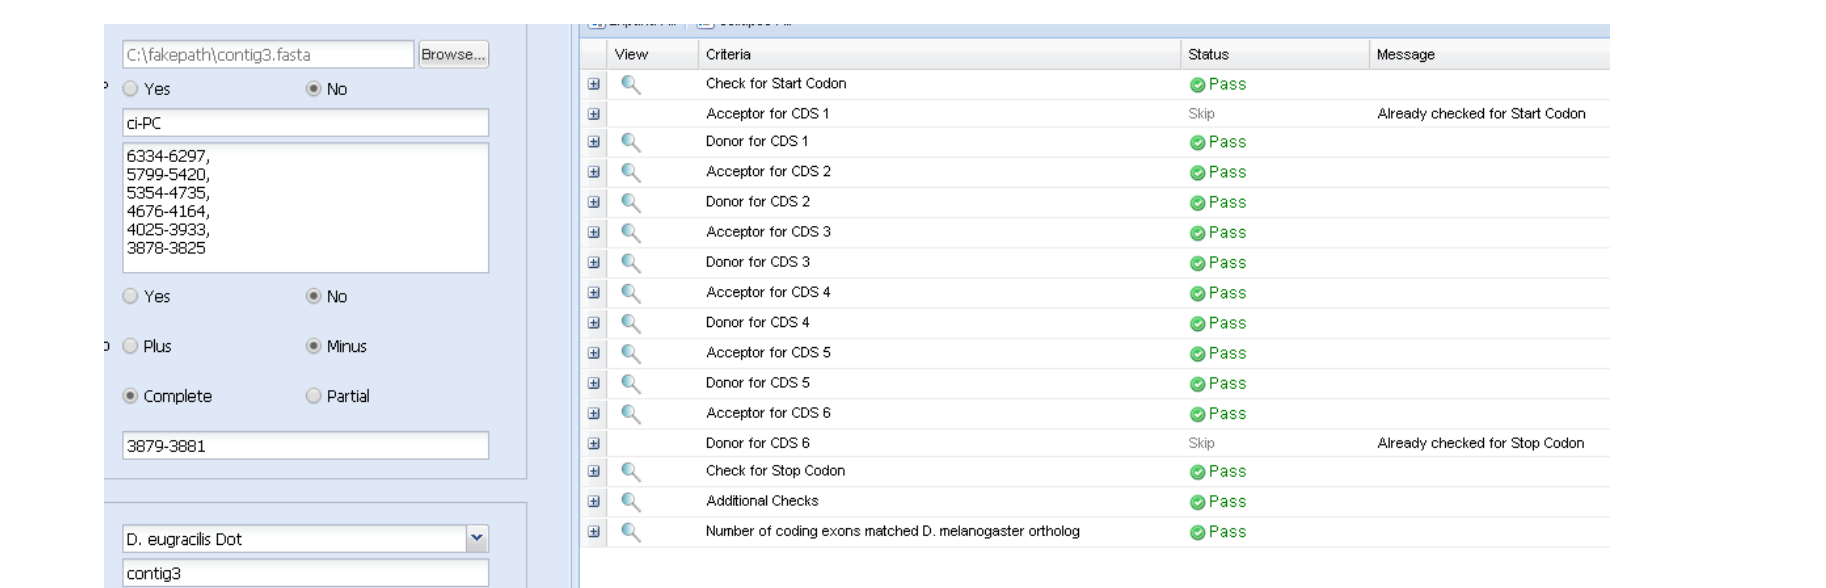 C:\fakepath\contig3.fasta Browse...
Yes No
ci-PC
6334-6297,
5799-5420,
5354-4735,
4676-4164,
4025-3933,
3878-3825
Yes No
Plus Minus
Complete Partial
3879-3881
D. eugracilis Dot
contig3
View Criteria Status Message
Check for Start Codon Pass
Acceptor for CDS 1 Skip Already checked for Start Codon
Donor for CDS 1 Pass
Acceptor for CDS 2 Pass
Donor for CDS 2 Pass
Acceptor for CDS 3 Pass
Donor for CDS 3 Pass
Acceptor for CDS 4 Pass
Donor for CDS 4 Pass
Acceptor for CDS 5 Pass
Donor for CDS 5 Pass
Acceptor for CDS 6 Pass
Donor for CDS 6 Skip Already checked for Stop Codon
Check for Stop Codon Pass
Additional Checks Pass
Number of coding exons matched D. melanogaster ortholog Pass